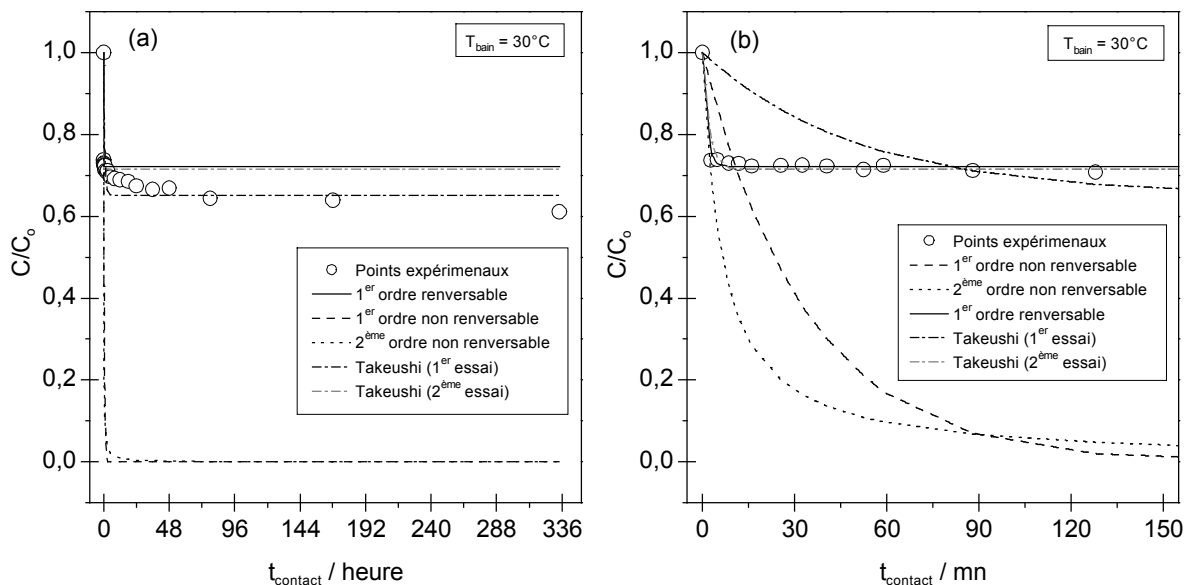 (a)
T_bain = 30°C
1,0
0,8
0,6
0,4
0,2
0,0
C/C_o
Points expérimenaux
1^er ordre renversable
1^er ordre non renversable
2^ème ordre non renversable
Takeushi (1^er essai)
Takeushi (2^ème essai)
0 48 96 144 192 240 288 336
t_contact / heure
(b)
T_bain = 30°C
1,0
0,8
0,6
0,4
0,2
0,0
C/C_o
Points expérimenaux
1^er ordre non renversable
2^ème ordre non renversable
1^er ordre renversable
Takeushi (1^er essai)
Takeushi (2^ème essai)
0 30 60 90 120 150
t_contact / mn